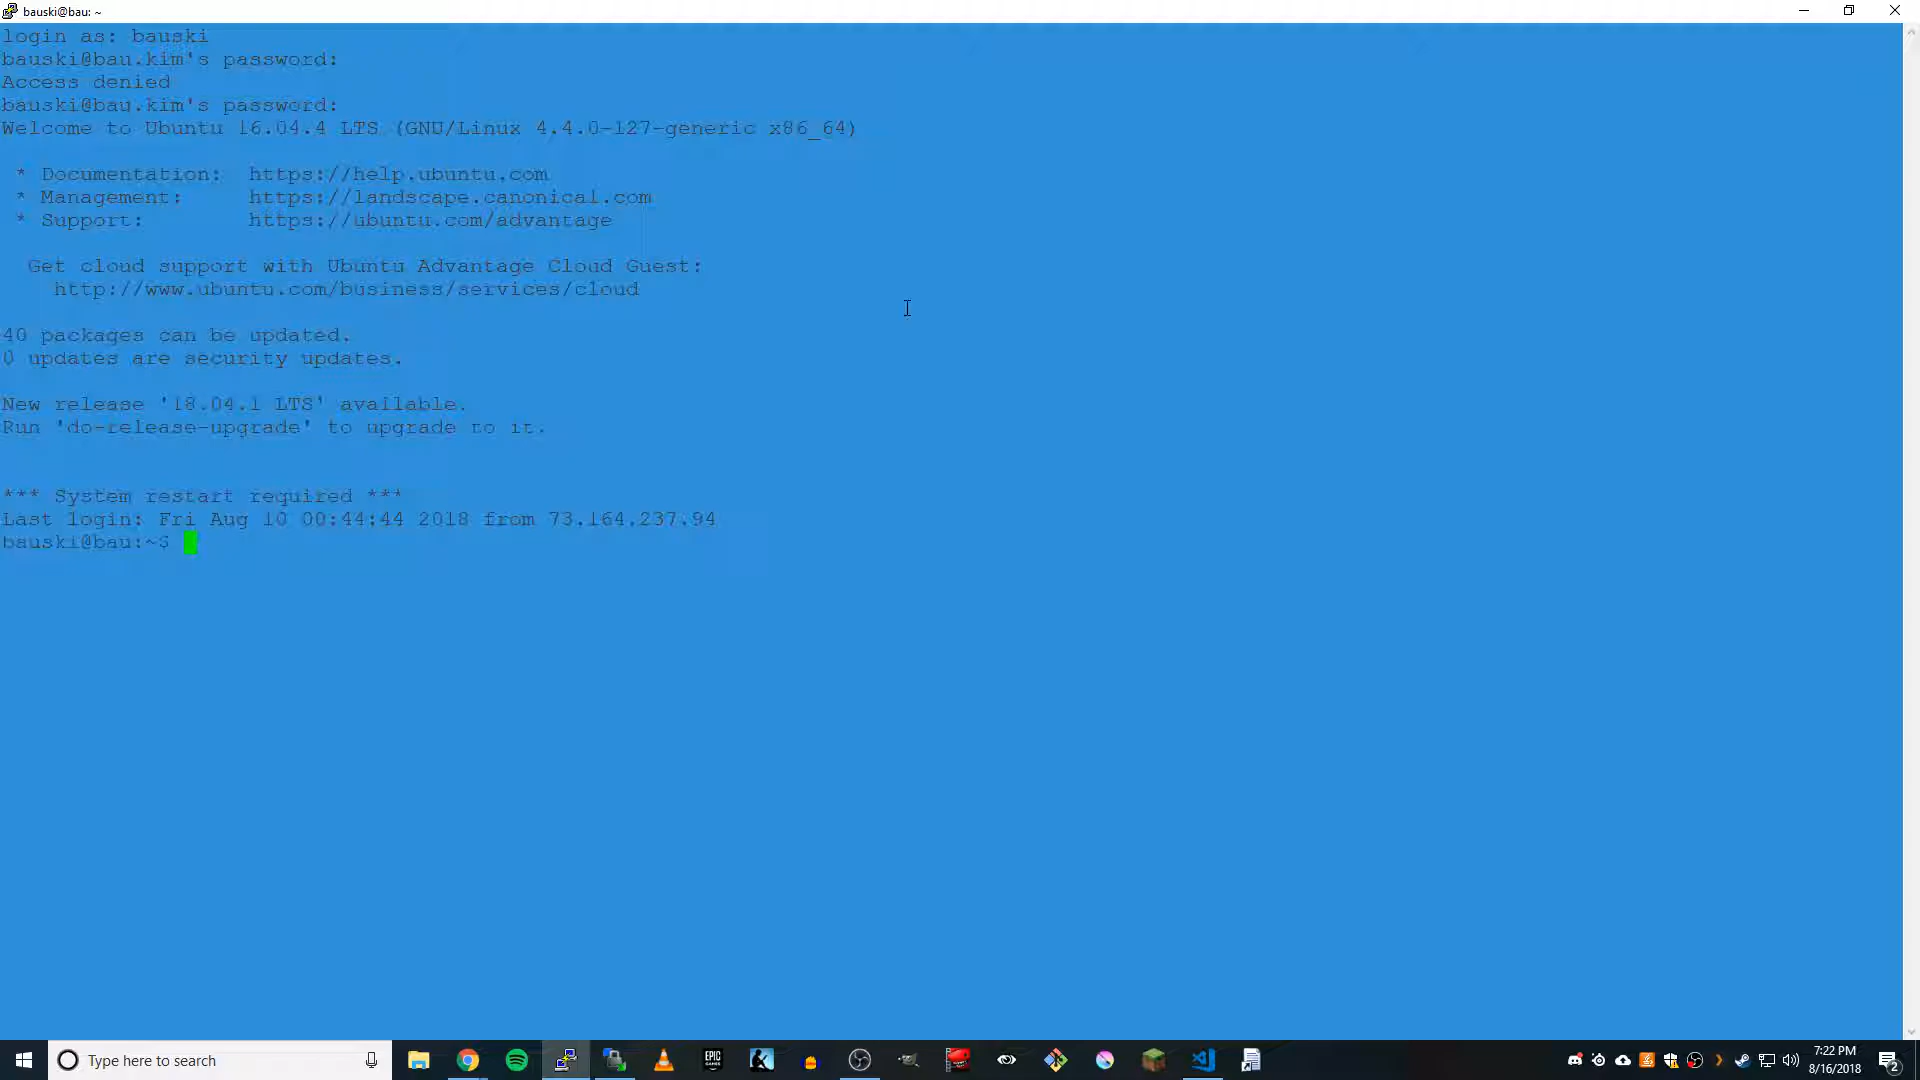 bauski@bau: ~
login as: bauski
bauski@bau.kim's password:
Access denied
bauski@bau.kim's password:
Welcome to Ubuntu 16.04.4 LTS (GNU/Linux 4.4.0-127-generic x86_64)
* Documentation:  https://help.ubuntu.com
* Management:     https://landscape.canonical.com
* Support:        https://ubuntu.com/advantage
Get cloud support with Ubuntu Advantage Cloud Guest:
http://www.ubuntu.com/business/services/cloud
40 packages can be updated.
0 updates are security updates.
New release '18.04.1 LTS' available.
Run 'do-release-upgrade' to upgrade to it.
*** System restart required ***
Last login: Fri Aug 10 00:44:44 2018 from 73.164.237.94
bauski@bau:~$
Type here to search
EPIC GAMES
7:22 PM
8/16/2018
2